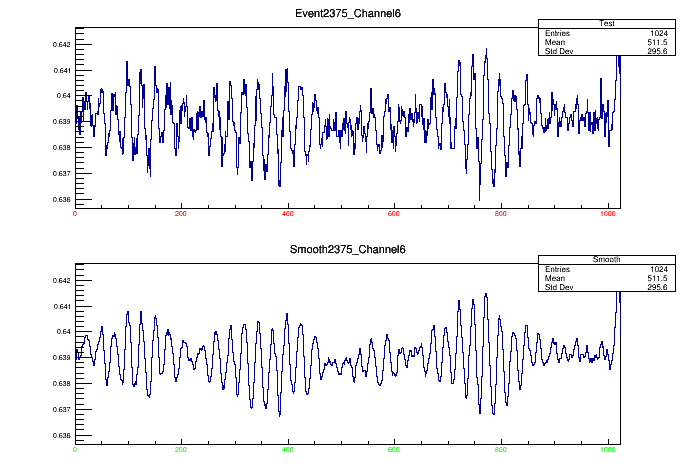 Event2375_Channel6
Test
Entries 1024
Mean 511.5
Std Dev 295.6
0.642
0.641
0.64
0.639
0.638
0.637
0.636
0 200 400 600 800 1000
Smooth2375_Channel6
Smooth
Entries 1024
Mean 511.5
Std Dev 295.6
0.642
0.641
0.64
0.639
0.638
0.637
0.636
0 200 400 600 800 1000